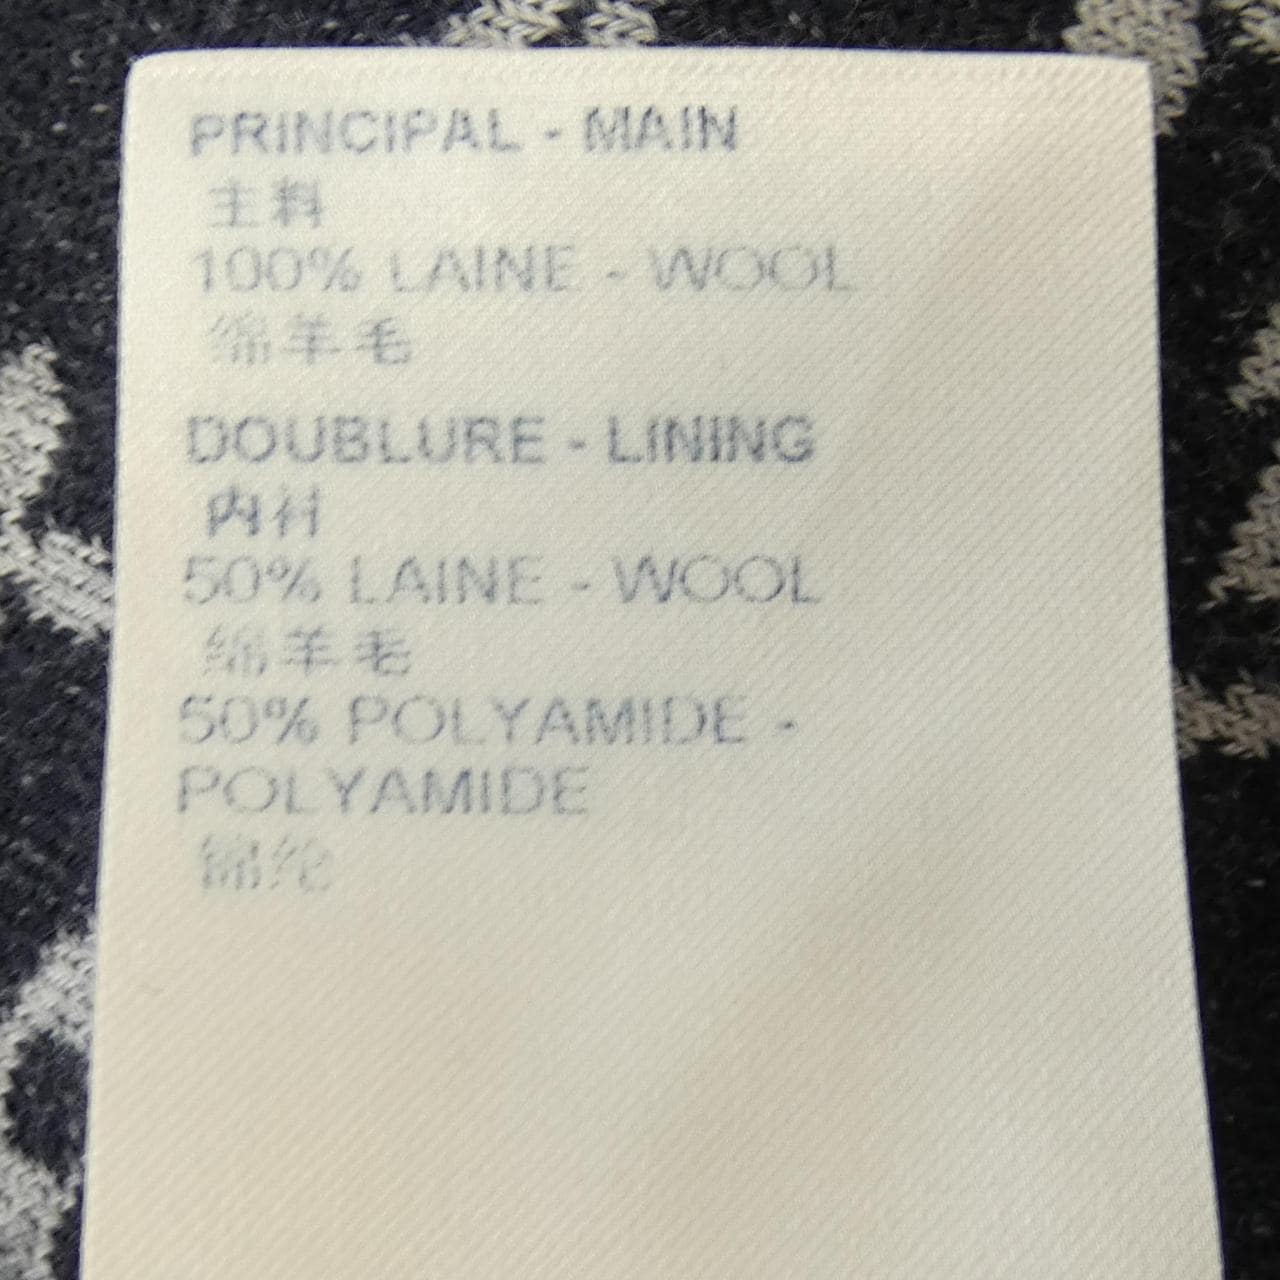 PRINCIPAL - MAIN
主料
100% LAINE - WOOL
绵羊毛
DOUBLURE - LINING
内衬
50% LAINE - WOOL
绵羊毛
50% POLYAMIDE -
POLYAMIDE
锦纶